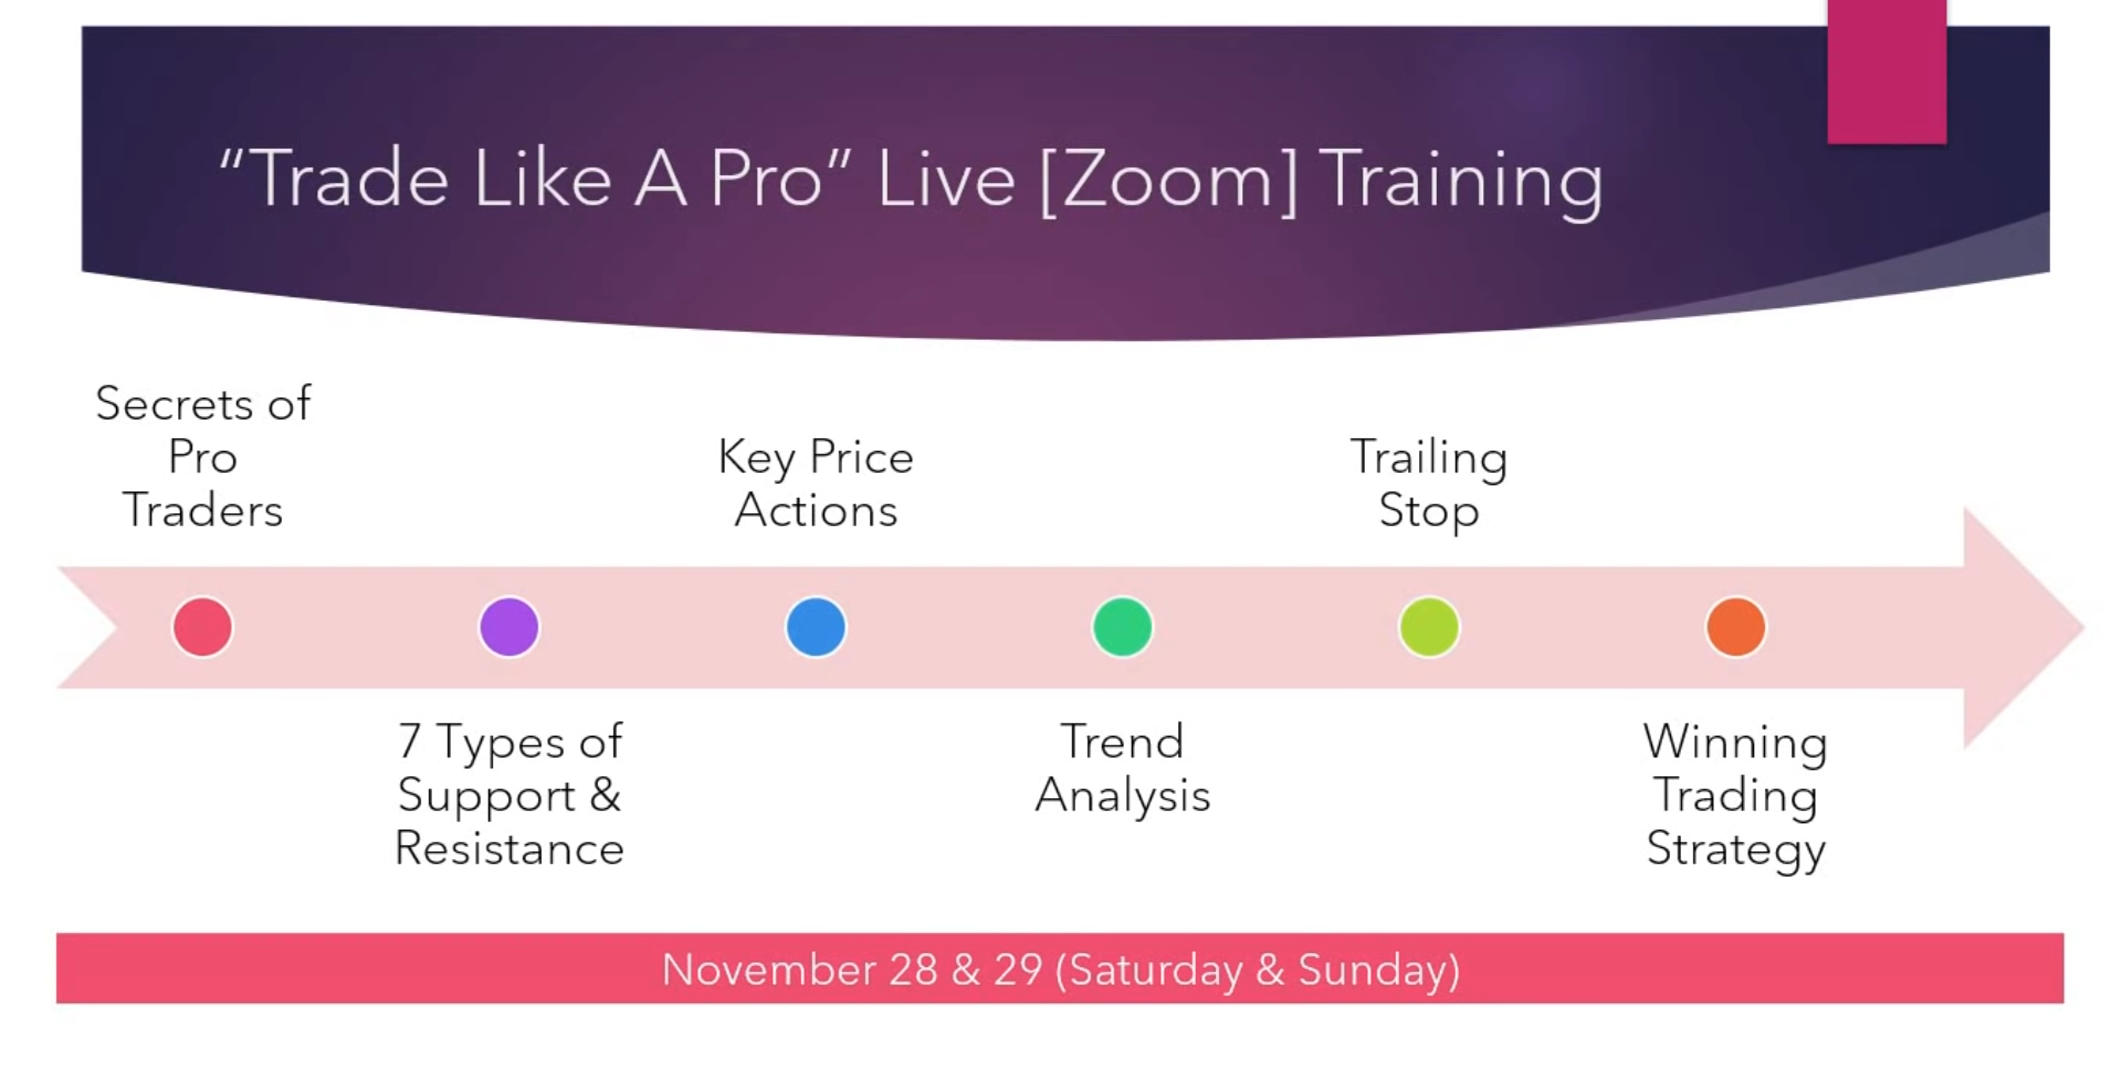 “Trade Like A Pro” Live [Zoom] Training
Secrets of
Pro
Traders
7 Types of
Support &
Resistance
Key Price
Actions
Trend
Analysis
Trailing
Stop
Winning
Trading
Strategy
November 28 & 29 (Saturday & Sunday)